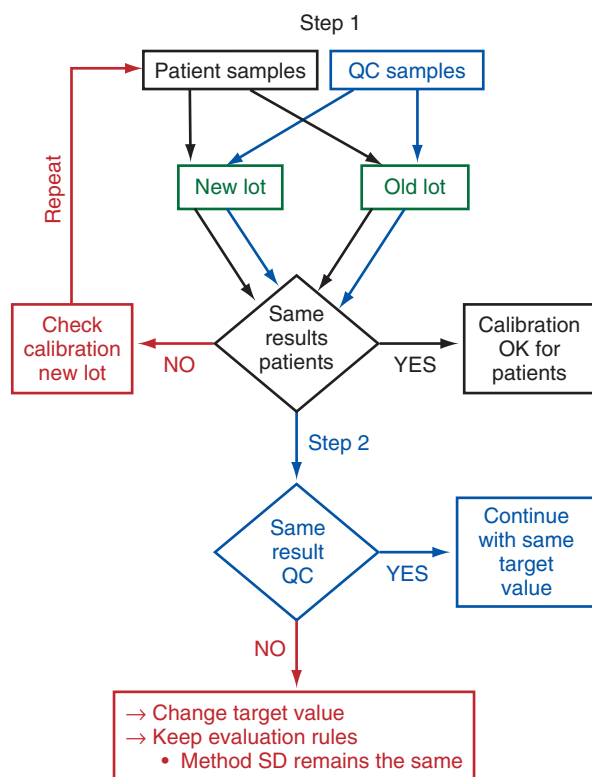 Step 1
Patient samples
QC samples
Repeat
New lot
Old lot
Same
results
patients
Check
calibration
new lot
NO
YES
Calibration
OK for
patients
Step 2
Same
result
QC
YES
Continue
with same
target
value
NO
→ Change target value
→ Keep evaluation rules
• Method SD remains the same